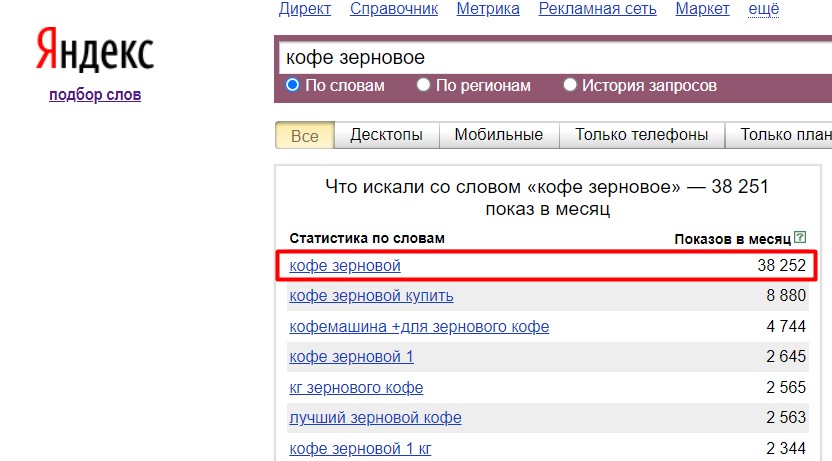 Директ Справочник Метрика Рекламная сеть Маркет ещё
Яндекс
подбор слов
кофе зерновое
По словам По регионам История запросов
Все Десктопы Мобильные Только телефоны Только план
Что искали со словом «кофе зерновое» — 38 251
показ в месяц
Статистика по словам Показов в месяц ?
кофе зерновой 38 252
кофе зерновой купить 8 880
кофемашина +для зернового кофе 4 744
кофе зерновой 1 2 645
кг зернового кофе 2 565
лучший зерновой кофе 2 563
кофе зерновой 1 кг 2 344